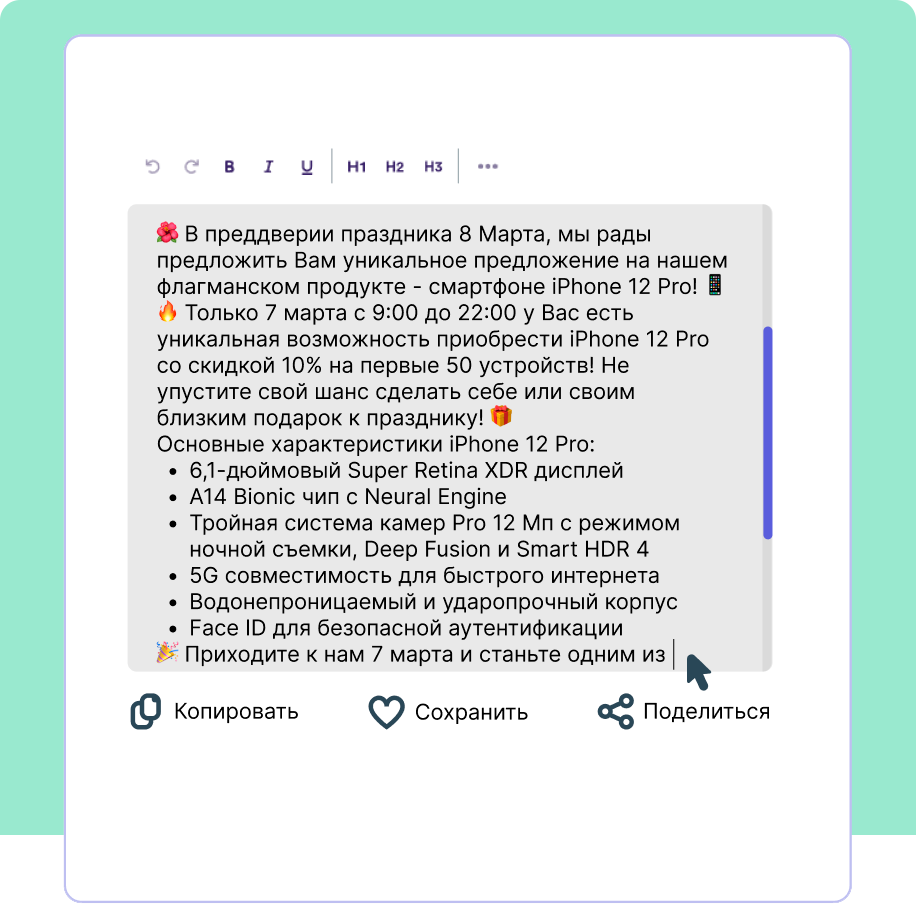 B I U H1 H2 H3
🌺 В преддверии праздника 8 Марта, мы рады
предложить Вам уникальное предложение на нашем
флагманском продукте - смартфоне iPhone 12 Pro! 📱
🔥 Только 7 марта с 9:00 до 22:00 у Вас есть
уникальная возможность приобрести iPhone 12 Pro
со скидкой 10% на первые 50 устройств! Не
упустите свой шанс сделать себе или своим
близким подарок к празднику! 🎁
Основные характеристики iPhone 12 Pro:
• 6,1-дюймовый Super Retina XDR дисплей
• A14 Bionic чип с Neural Engine
• Тройная система камер Pro 12 Мп с режимом
ночной съемки, Deep Fusion и Smart HDR 4
• 5G совместимость для быстрого интернета
• Водонепроницаемый и ударопрочный корпус
• Face ID для безопасной аутентификации
🎉 Приходите к нам 7 марта и станьте одним из
Копировать Сохранить Поделиться